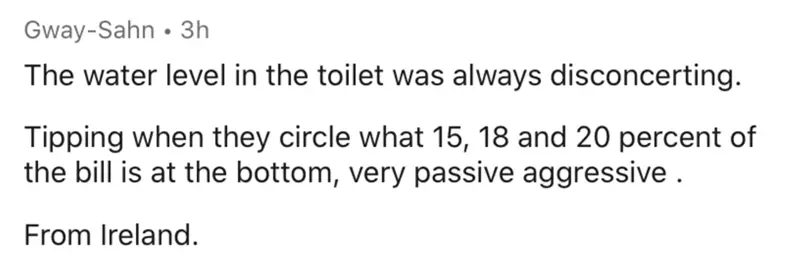 Gway-Sahn • 3h
The water level in the toilet was always disconcerting.
Tipping when they circle what 15, 18 and 20 percent of
the bill is at the bottom, very passive aggressive .
From Ireland.